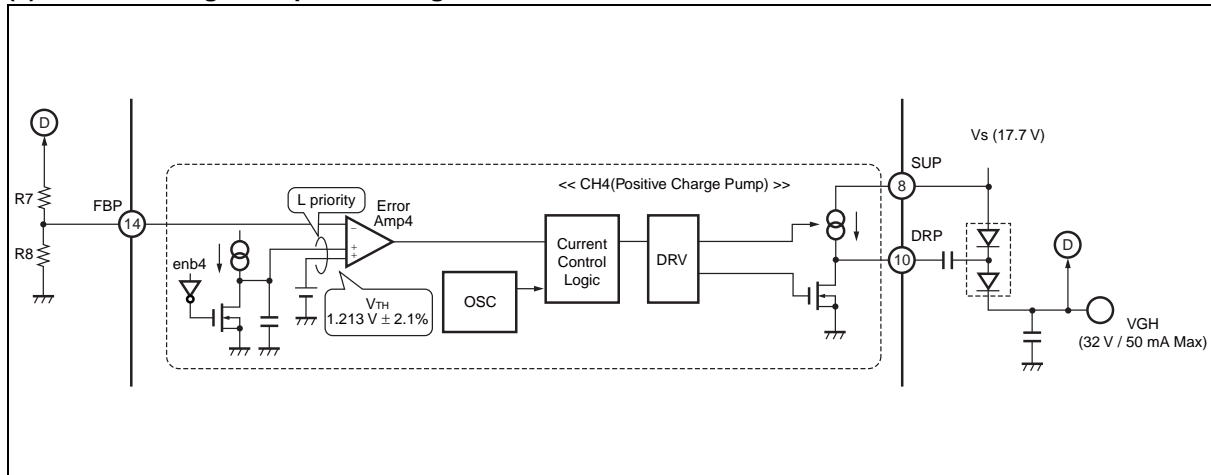 D
R7
R8
FBP
14
enb4
L priority
Error
Amp4
−
+
+
VTH
1.213 V ± 2.1%
OSC
<< CH4(Positive Charge Pump) >>
Current
Control
Logic
DRV
Vs (17.7 V)
SUP
8
DRP
10
D
VGH
(32 V / 50 mA Max)